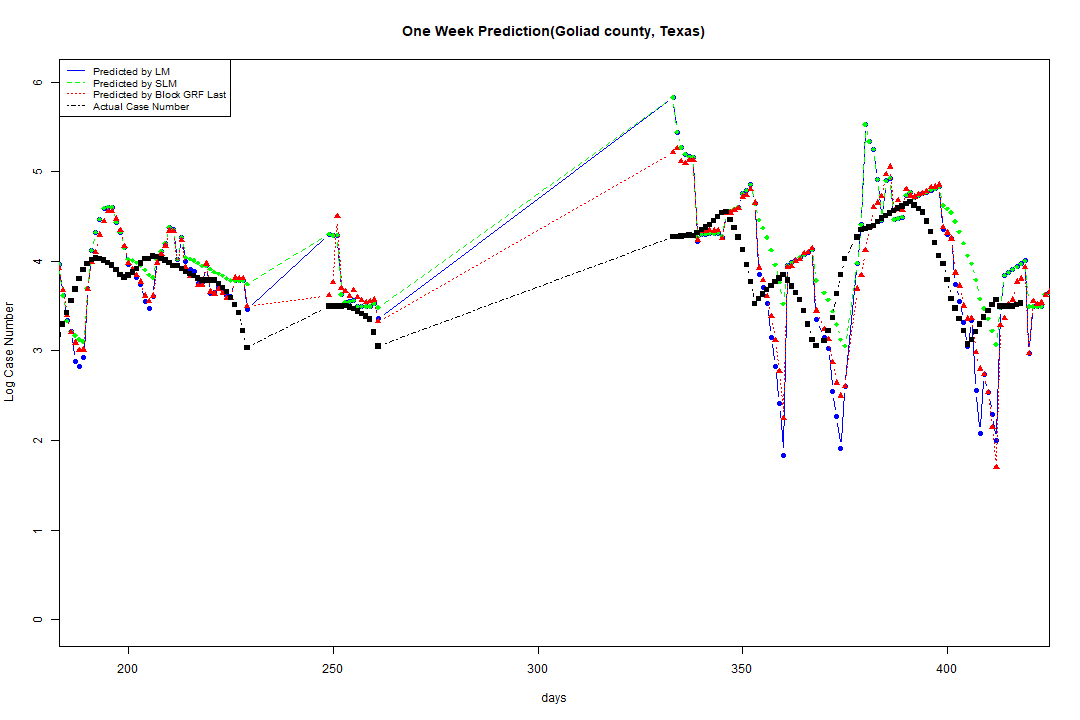 One Week Prediction(Goliad county, Texas)
Predicted by LM
Predicted by SLM
Predicted by Block GRF Last
Actual Case Number
6
5
4
3
2
1
0
Log Case Number
200 250 300 350 400
days